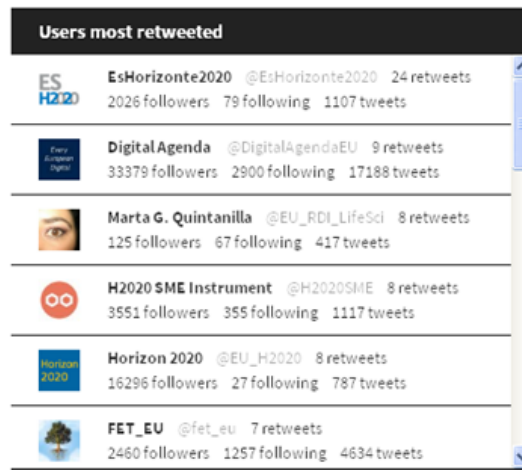 Users most retweeted
ES
H2020
EsHorizonte2020 @EsHorizonte2020 24 retweets
2026 followers 79 following 1107 tweets
Every
European
Digital
Digital Agenda @DigitalAgendaEU 9 retweets
33379 followers 2900 following 17188 tweets
Marta G. Quintanilla @EU_RDI_LifeSci 8 retweets
125 followers 67 following 417 tweets
H2020 SME Instrument @H2020SME 8 retweets
3551 followers 355 following 1117 tweets
Horizon
2020
Horizon 2020 @EU_H2020 8 retweets
16296 followers 27 following 787 tweets
FET_EU @fet_eu 7 retweets
2460 followers 1257 following 4634 tweets